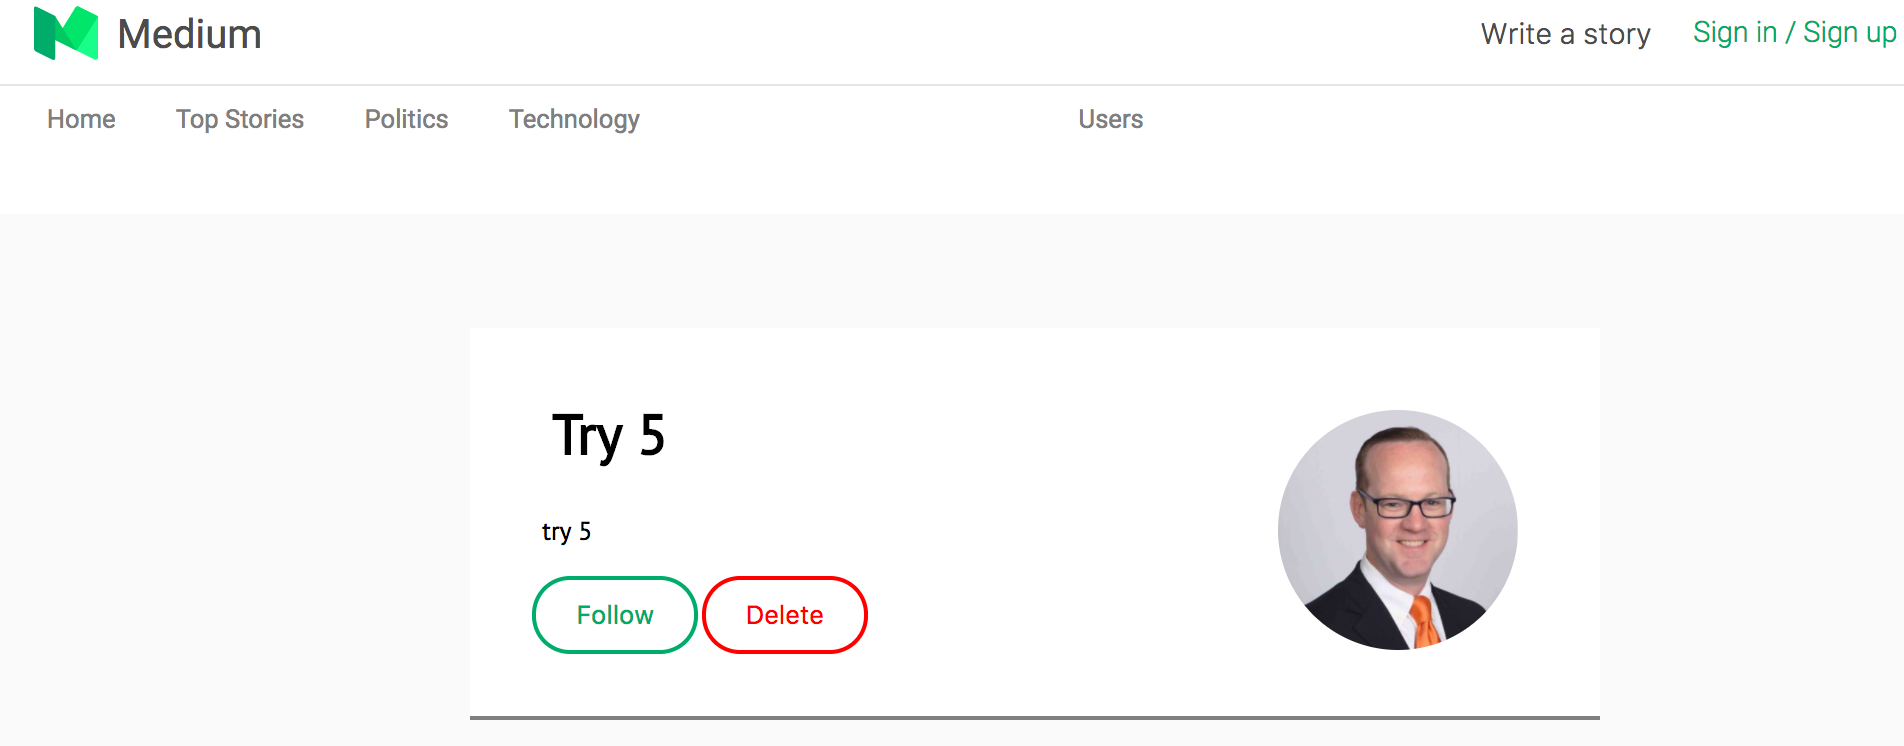 Medium
Write a story
Sign in / Sign up
Home
Top Stories
Politics
Technology
Users
Try 5
try 5
Follow
Delete